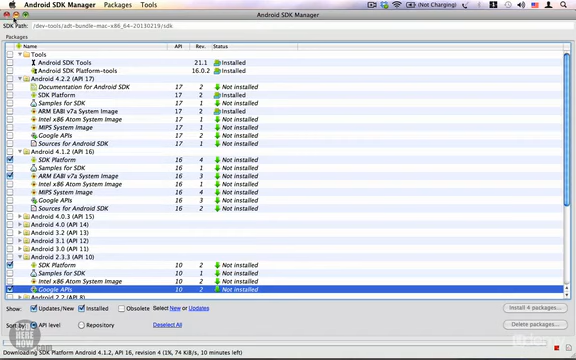 Android SDK Manager Packages Tools (Not Charging)
Android SDK Manager
SDK Path: /dev-tools/adt-bundle-mac-x86_64-20130219/sdk
Packages
Name API Rev. Status
Tools
Android SDK Tools 21.1 Installed
Android SDK Platform-tools 16.0.2 Installed
Android 4.2.2 (API 17)
Documentation for Android SDK 17 2 Not installed
SDK Platform 17 2 Installed
Samples for SDK 17 1 Not installed
ARM EABI v7a System Image 17 2 Installed
Intel x86 Atom System Image 17 1 Not installed
MIPS System Image 17 1 Not installed
Google APIs 17 2 Not installed
Sources for Android SDK 17 1 Not installed
Android 4.1.2 (API 16)
SDK Platform 16 4 Not installed
Samples for SDK 16 1 Not installed
ARM EABI v7a System Image 16 3 Not installed
Intel x86 Atom System Image 16 1 Not installed
MIPS System Image 16 4 Not installed
Google APIs 16 3 Not installed
Sources for Android SDK 16 2 Not installed
Android 4.0.3 (API 15)
Android 4.0 (API 14)
Android 3.2 (API 13)
Android 3.1 (API 12)
Android 3.0 (API 11)
Android 2.3.3 (API 10)
SDK Platform 10 2 Not installed
Samples for SDK 10 1 Not installed
Intel x86 Atom System Image 10 2 Not installed
Google APIs 10 2 Not installed
Android 2.2 (API 8)
Show: Updates/New Installed Obsolete Select New or Updates Install 4 packages...
Sort by: API level Repository Deselect All Delete packages...
Downloading SDK Platform Android 4.1.2, API 16, revision 4 (1%, 74 KiB/s, 10 minutes left)